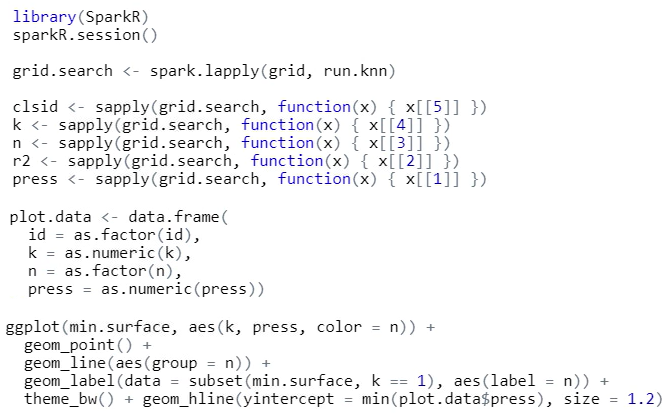 library(SparkR)
sparkR.session()
grid.search <- spark.lapply(grid, run.knn)
clsid <- sapply(grid.search, function(x) { x[[5]] })
k <- sapply(grid.search, function(x) { x[[4]] })
n <- sapply(grid.search, function(x) { x[[3]] })
r2 <- sapply(grid.search, function(x) { x[[2]] })
press <- sapply(grid.search, function(x) { x[[1]] })
plot.data <- data.frame(
id = as.factor(id),
k = as.numeric(k),
n = as.factor(n),
press = as.numeric(press))
ggplot(min.surface, aes(k, press, color = n)) +
geom_point() +
geom_line(aes(group = n)) +
geom_label(data = subset(min.surface, k == 1), aes(label = n)) +
theme_bw() + geom_hline(yintercept = min(plot.data$press), size = 1.2)